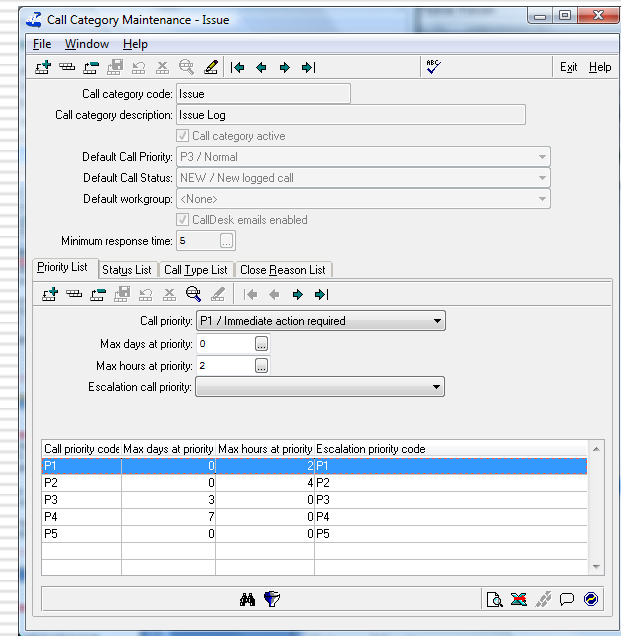 Call Category Maintenance - Issue
File Window Help
ABC
Exit Help
Call category code: Issue
Call category description: Issue Log
Call category active
Default Call Priority: P3 / Normal
Default Call Status: NEW / New logged call
Default workgroup: <None>
CallDesk emails enabled
Minimum response time: 5 ...
Priority List Status List Call Type List Close Reason List
Call priority: P1 / Immediate action required
Max days at priority: 0 ...
Max hours at priority: 2 ...
Escalation call priority:
Call priority code Max days at priority Max hours at priority Escalation priority code
P1 0 2 P1
P2 0 4 P2
P3 3 0 P3
P4 7 0 P4
P5 0 0 P5